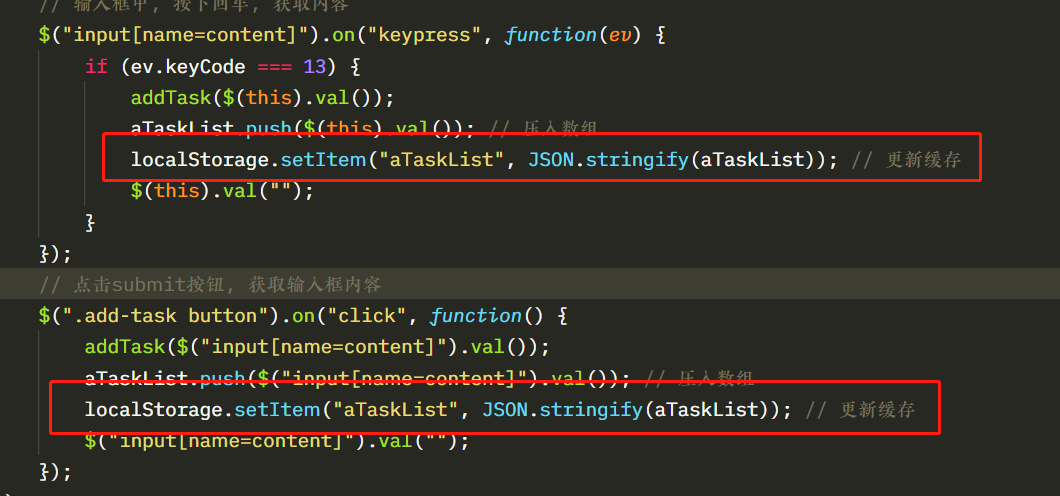 // 输入框中, 按下回车, 获取内容
$("input[name=content]").on("keypress", function(ev) {
if (ev.keyCode === 13) {
addTask($(this).val());
aTaskList.push($(this).val()); // 压入数组
localStorage.setItem("aTaskList", JSON.stringify(aTaskList)); // 更新缓存
$(this).val("");
}
});
// 点击submit按钮, 获取输入框内容
$(".add-task button").on("click", function() {
addTask($("input[name=content]").val());
aTaskList.push($("input[name=content]").val()); // 压入数组
localStorage.setItem("aTaskList", JSON.stringify(aTaskList)); // 更新缓存
$("input[name=content]").val("");
});